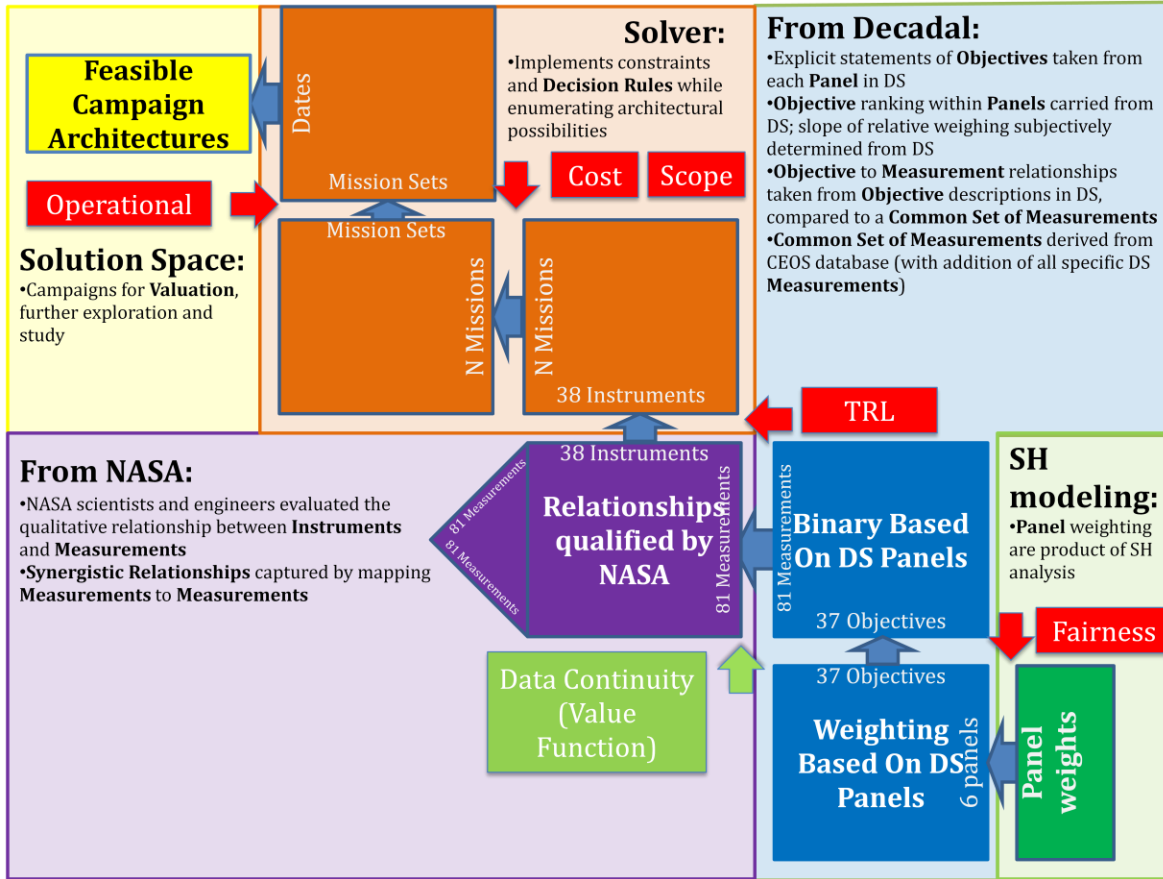 Feasible
Campaign
Architectures
Operational
Solution Space:
•Campaigns for Valuation,
further exploration and
study
Dates
Mission Sets
Mission Sets
N Missions
N Missions
38 Instruments
Solver:
•Implements constraints
and Decision Rules while
enumerating architectural
possibilities
Cost
Scope
From Decadal:
•Explicit statements of Objectives taken from
each Panel in DS
•Objective ranking within Panels carried from
DS; slope of relative weighing subjectively
determined from DS
•Objective to Measurement relationships
taken from Objective descriptions in DS,
compared to a Common Set of Measurements
•Common Set of Measurements derived from
CEOS database (with addition of all specific DS
Measurements)
TRL
From NASA:
•NASA scientists and engineers evaluated the
qualitative relationship between Instruments
and Measurements
•Synergistic Relationships captured by mapping
Measurements to Measurements
81 Measurements
81 Measurements
38 Instruments
Relationships
qualified by
NASA
81 Measurements
81 Measurements
Binary Based
On DS Panels
37 Objectives
SH
modeling:
•Panel weighting
are product of SH
analysis
Fairness
Data Continuity
(Value
Function)
37 Objectives
Weighting
Based On DS
Panels
6 panels
Panel
weights